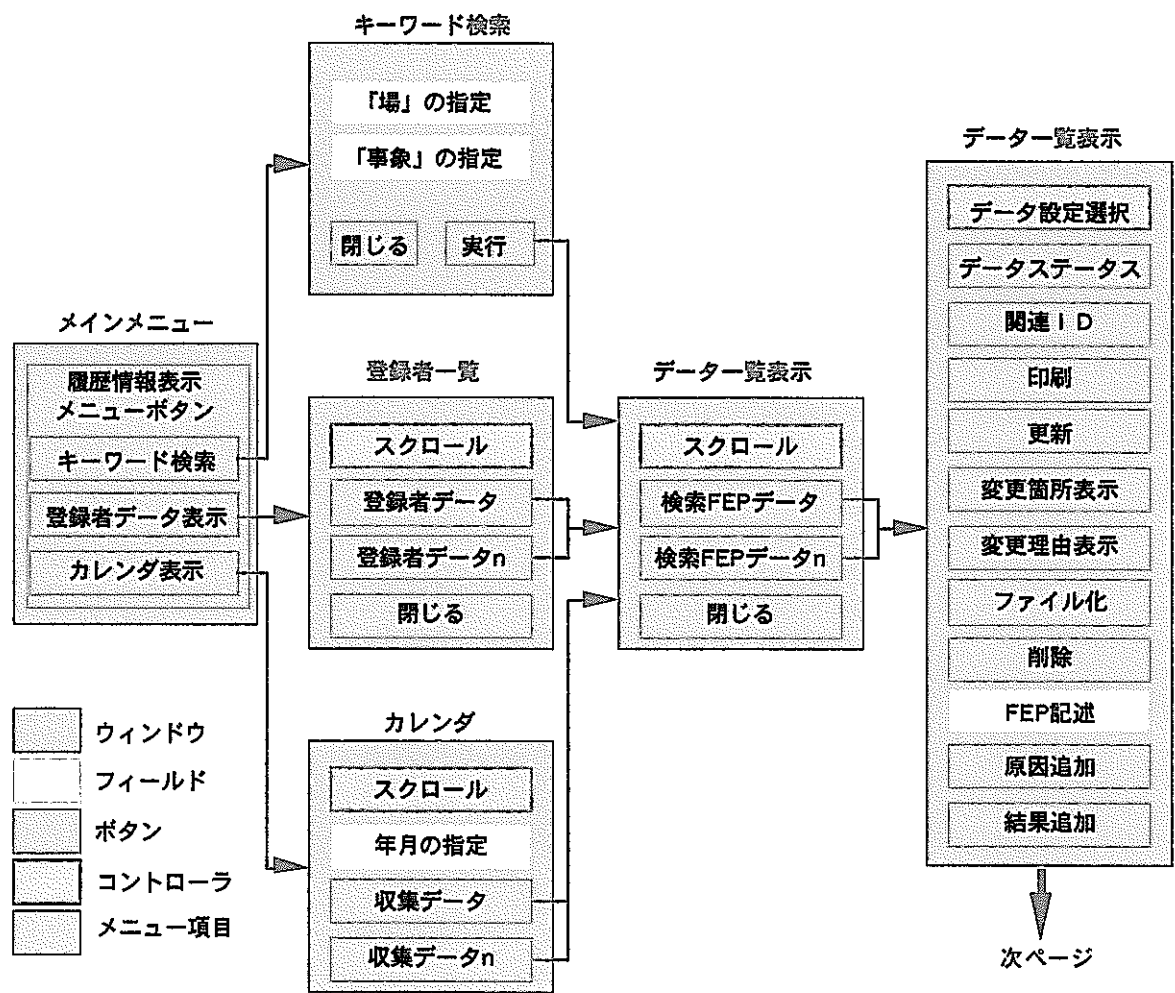 キーワード検索
「場」の指定
「事象」の指定
閉じる
実行
メインメニュー
履歴情報表示
メニューボタン
キーワード検索
登録者データ表示
カレンダ表示
登録者一覧
スクロール
登録者データ
登録者データn
閉じる
カレンダ
スクロール
年月の指定
収集データ
収集データn
データ一覧表示
スクロール
検索FEPデータ
検索FEPデータn
閉じる
データ一覧表示
データ設定選択
データステータス
関連ID
印刷
更新
変更箇所表示
変更理由表示
ファイル化
削除
FEP記述
原因追加
結果追加
次ページ
ウィンドウ
フィールド
ボタン
コントローラ
メニュー項目